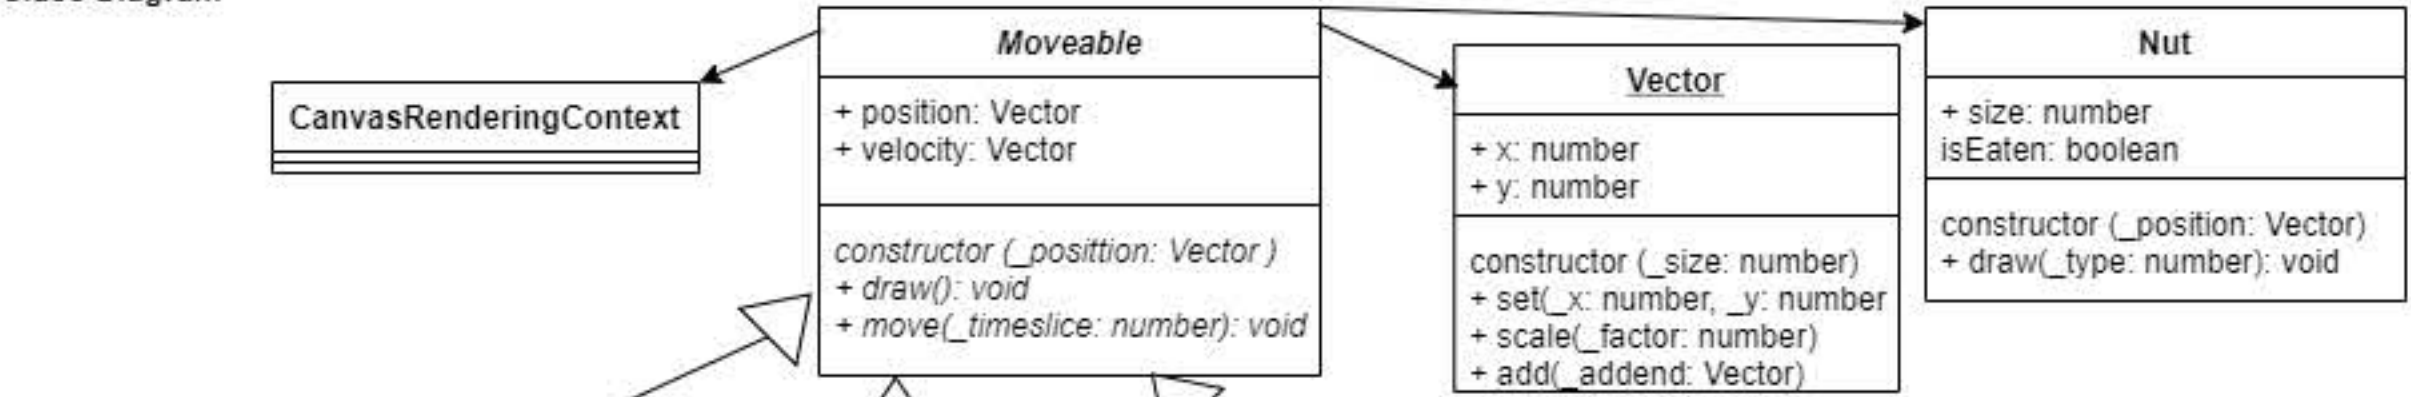 Class Diagram
CanvasRenderingContext
Moveable
+ position: Vector
+ velocity: Vector
constructor (_posittion: Vector )
+ draw(): void
+ move(_timeslice: number): void
Vector
+ x: number
+ y: number
constructor (_size: number)
+ set(_x: number, _y: number
+ scale(_factor: number)
+ add(_addend: Vector)
Nut
+ size: number
isEaten: boolean
constructor (_position: Vector)
+ draw(_type: number): void